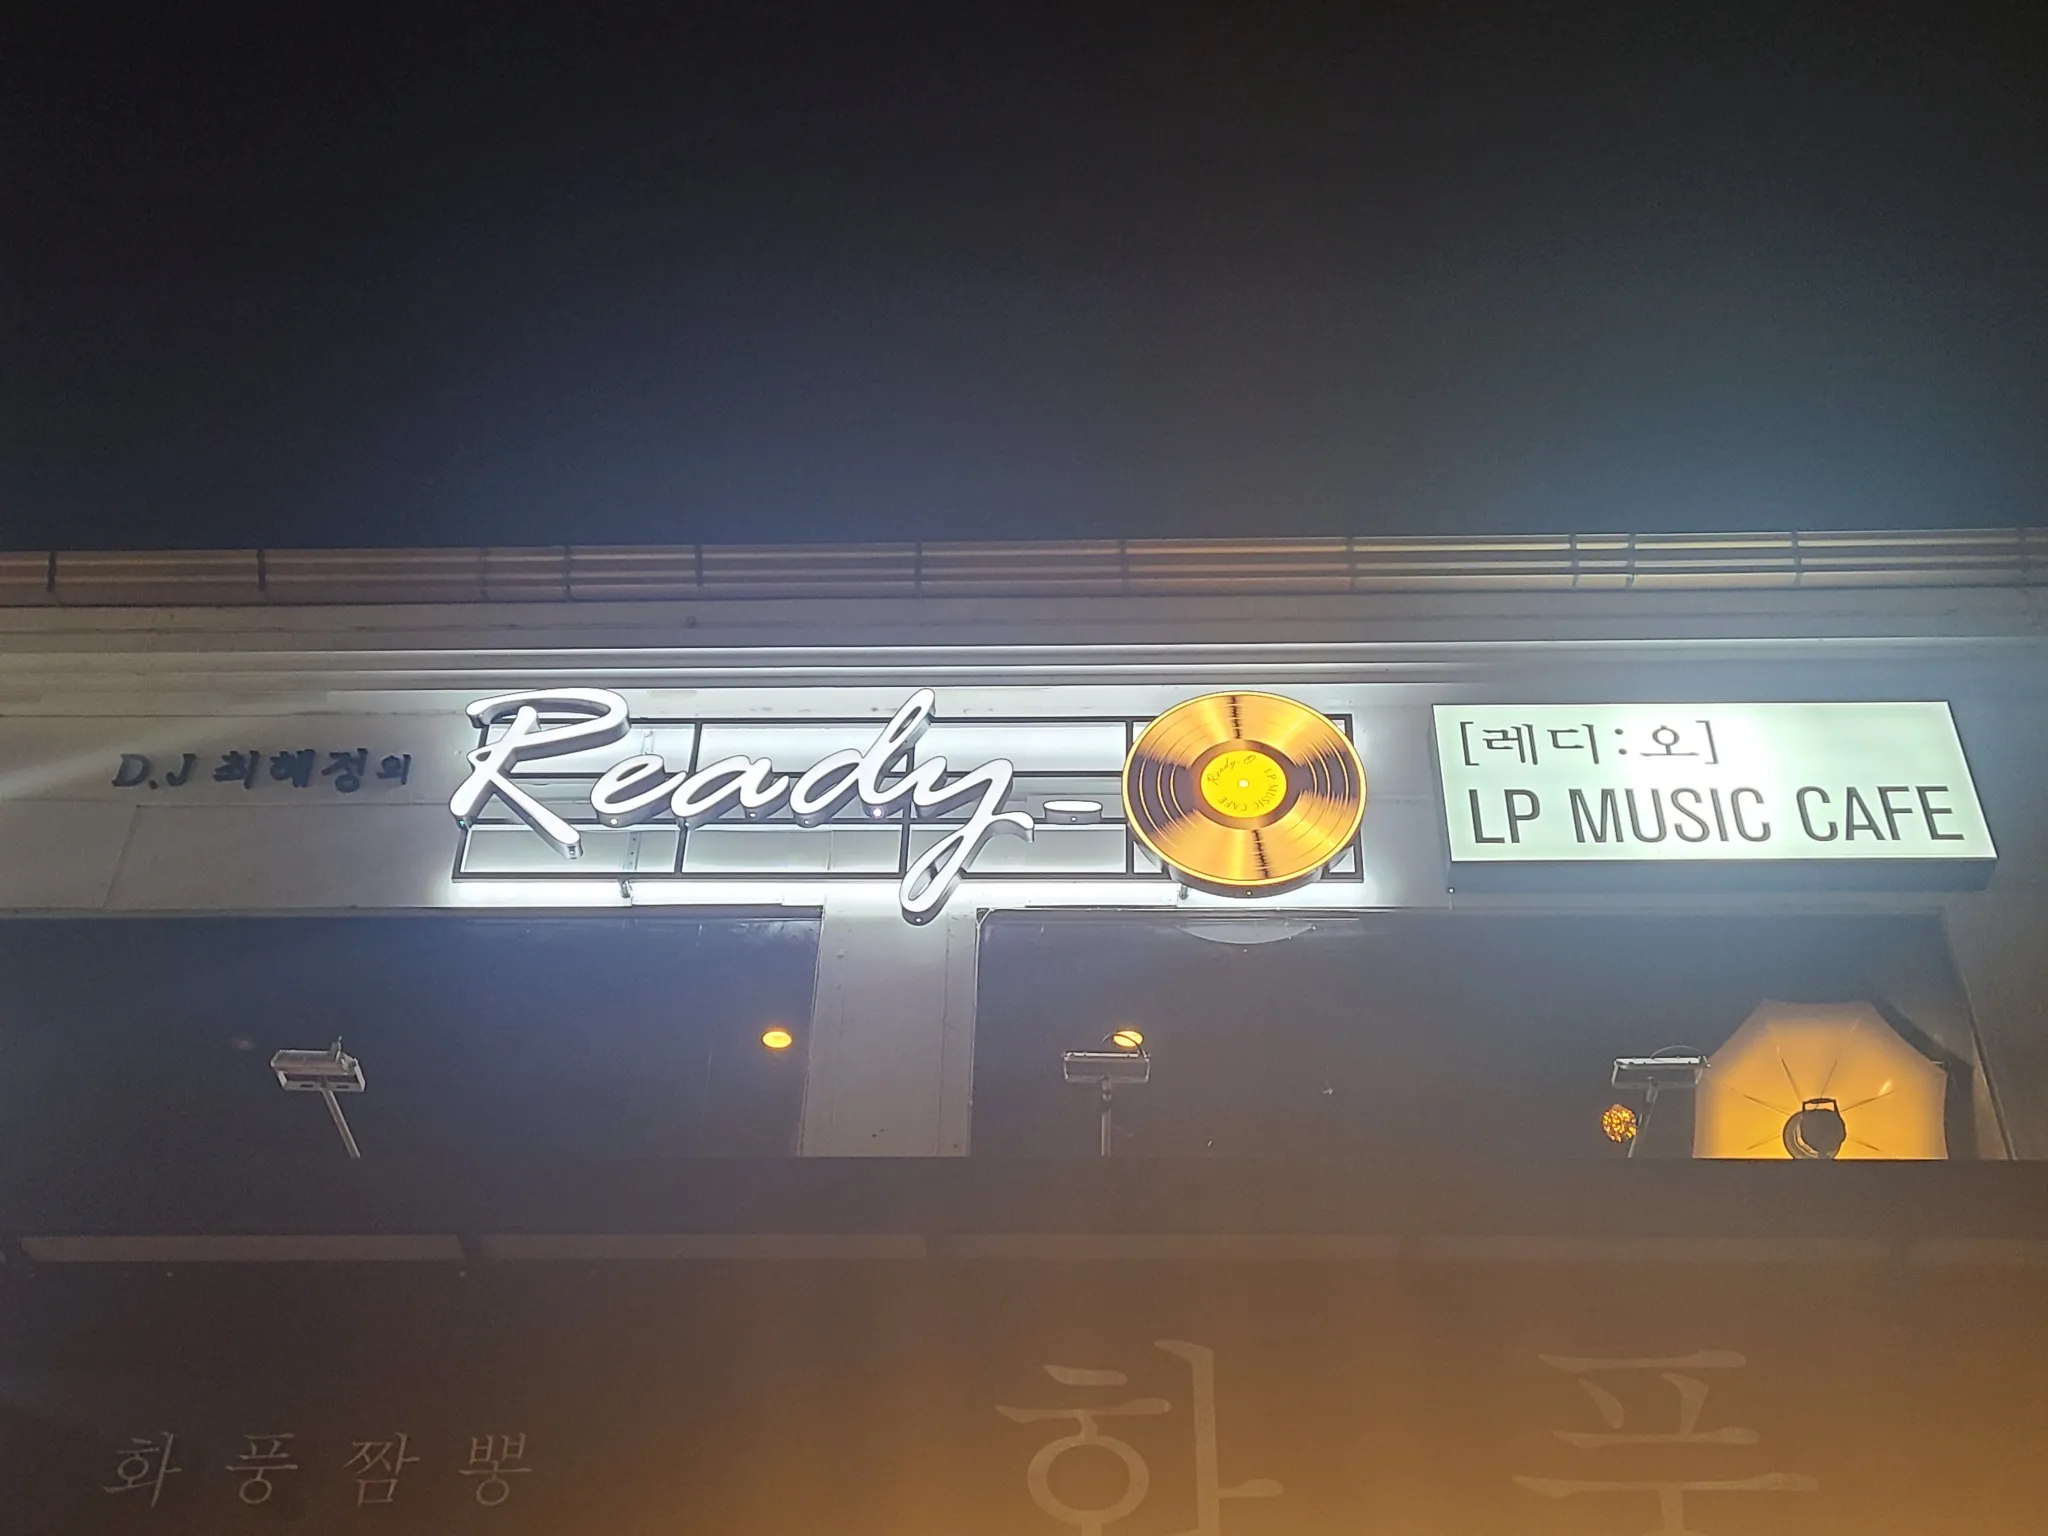 D.J 최해정의
Ready-
Ready-O LP MUSIC CAFE
[레디:오]
LP MUSIC CAFE
화풍짬뽕
화 푸